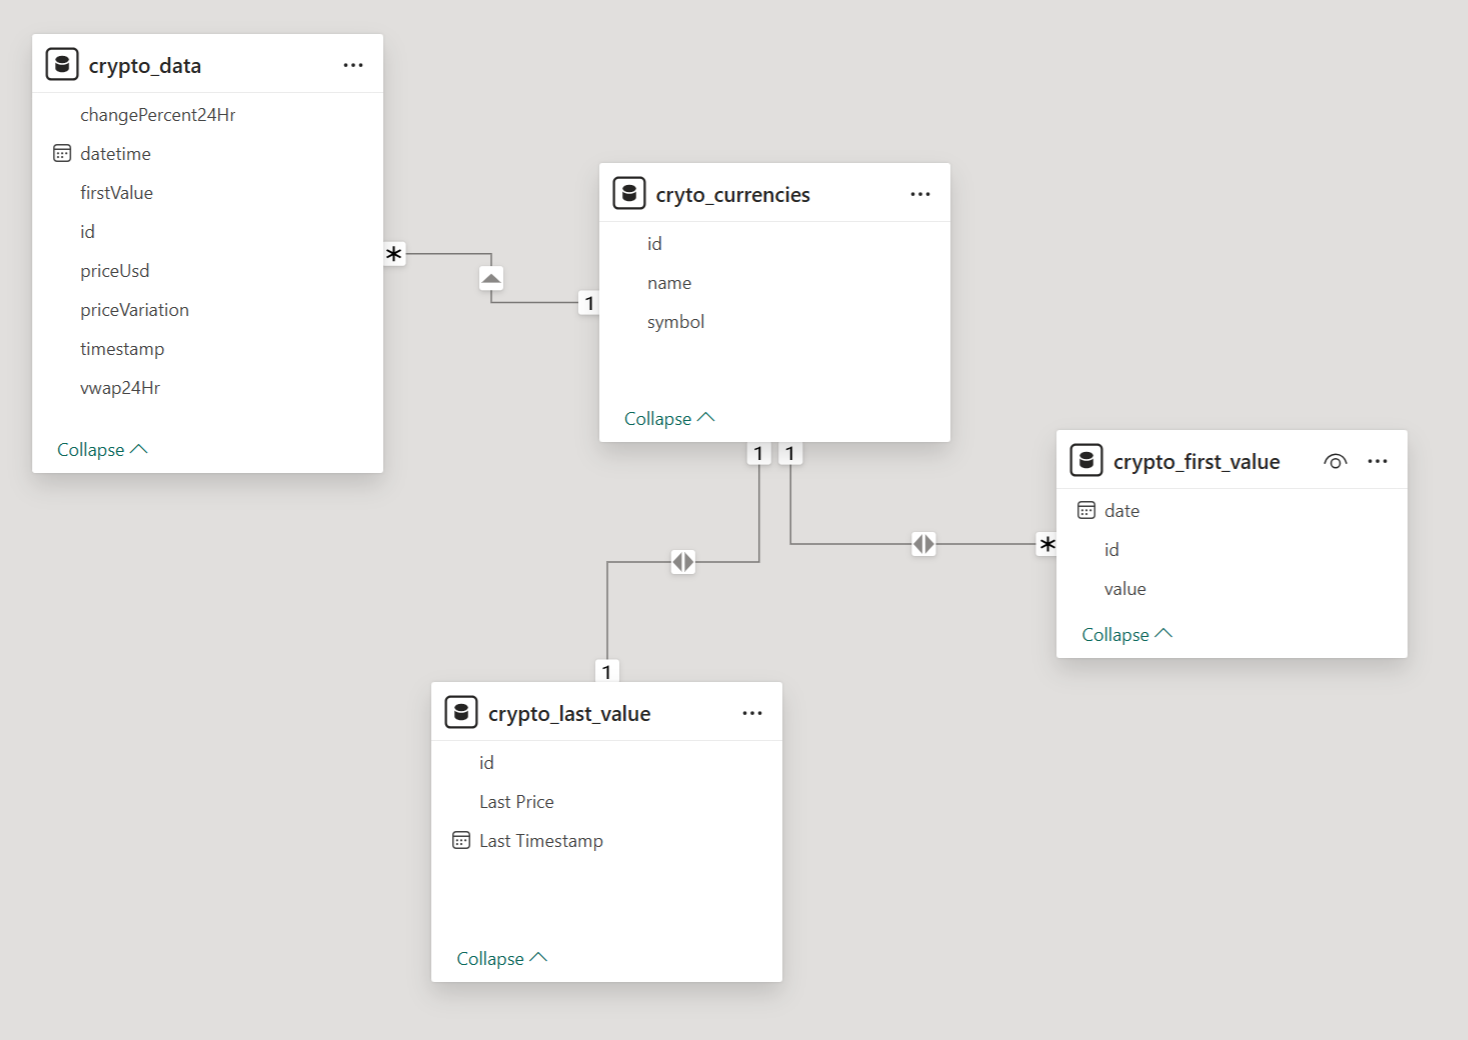 crypto_data
changePercent24Hr
datetime
firstValue
id
priceUsd
priceVariation
timestamp
vwap24Hr
Collapse
*
1
cryto_currencies
id
name
symbol
Collapse
1 1
*
crypto_first_value
date
id
value
Collapse
1
crypto_last_value
id
Last Price
Last Timestamp
Collapse